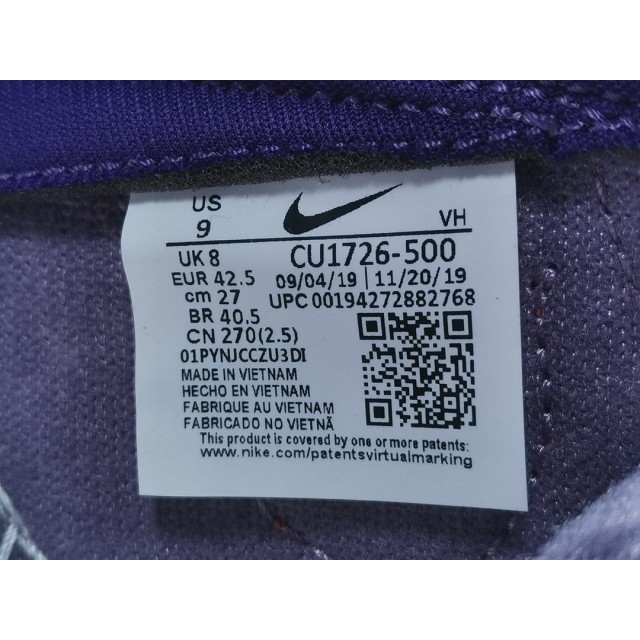 US
9
VH
UK 8
CU1726-500
EUR 42.5
09/04/19 | 11/20/19
cm 27
UPC 00194272882768
BR 40.5
CN 270(2.5)
01PYNJCCZU3DI
MADE IN VIETNAM
HECHO EN VIETNAM
FABRIQUE AU VIETNAM
FABRICADO NO VIETNÃ
This product is covered by one or more patents:
www.nike.com/patentsvirtualmarking